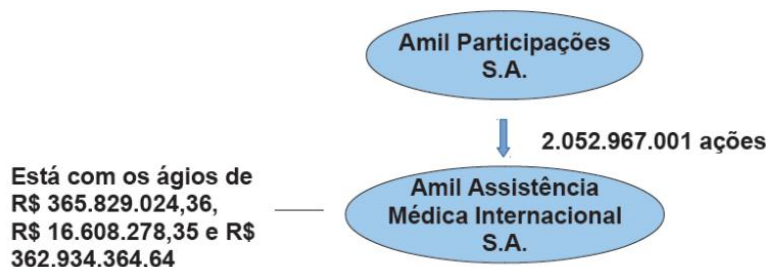 Amil Participações
S.A.
2.052.967.001 ações
Está com os ágios de
R$ 365.829.024,36,
R$ 16.608.278,35 e R$
362.934.364,64
Amil Assistência
Médica Internacional
S.A.